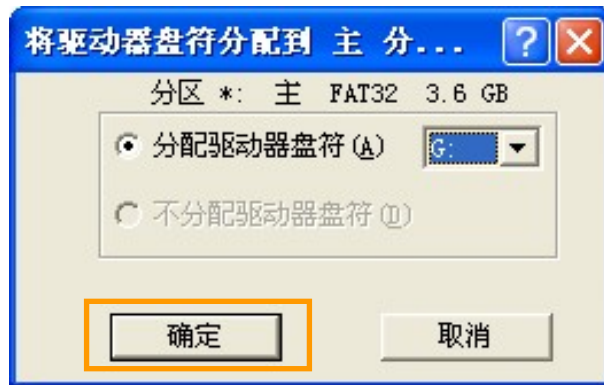 将驱动器盘符分配到 主 分...
分区 *: 主 FAT32 3.6 GB
分配驱动器盘符(A) G:
不分配驱动器盘符(D)
确定 取消